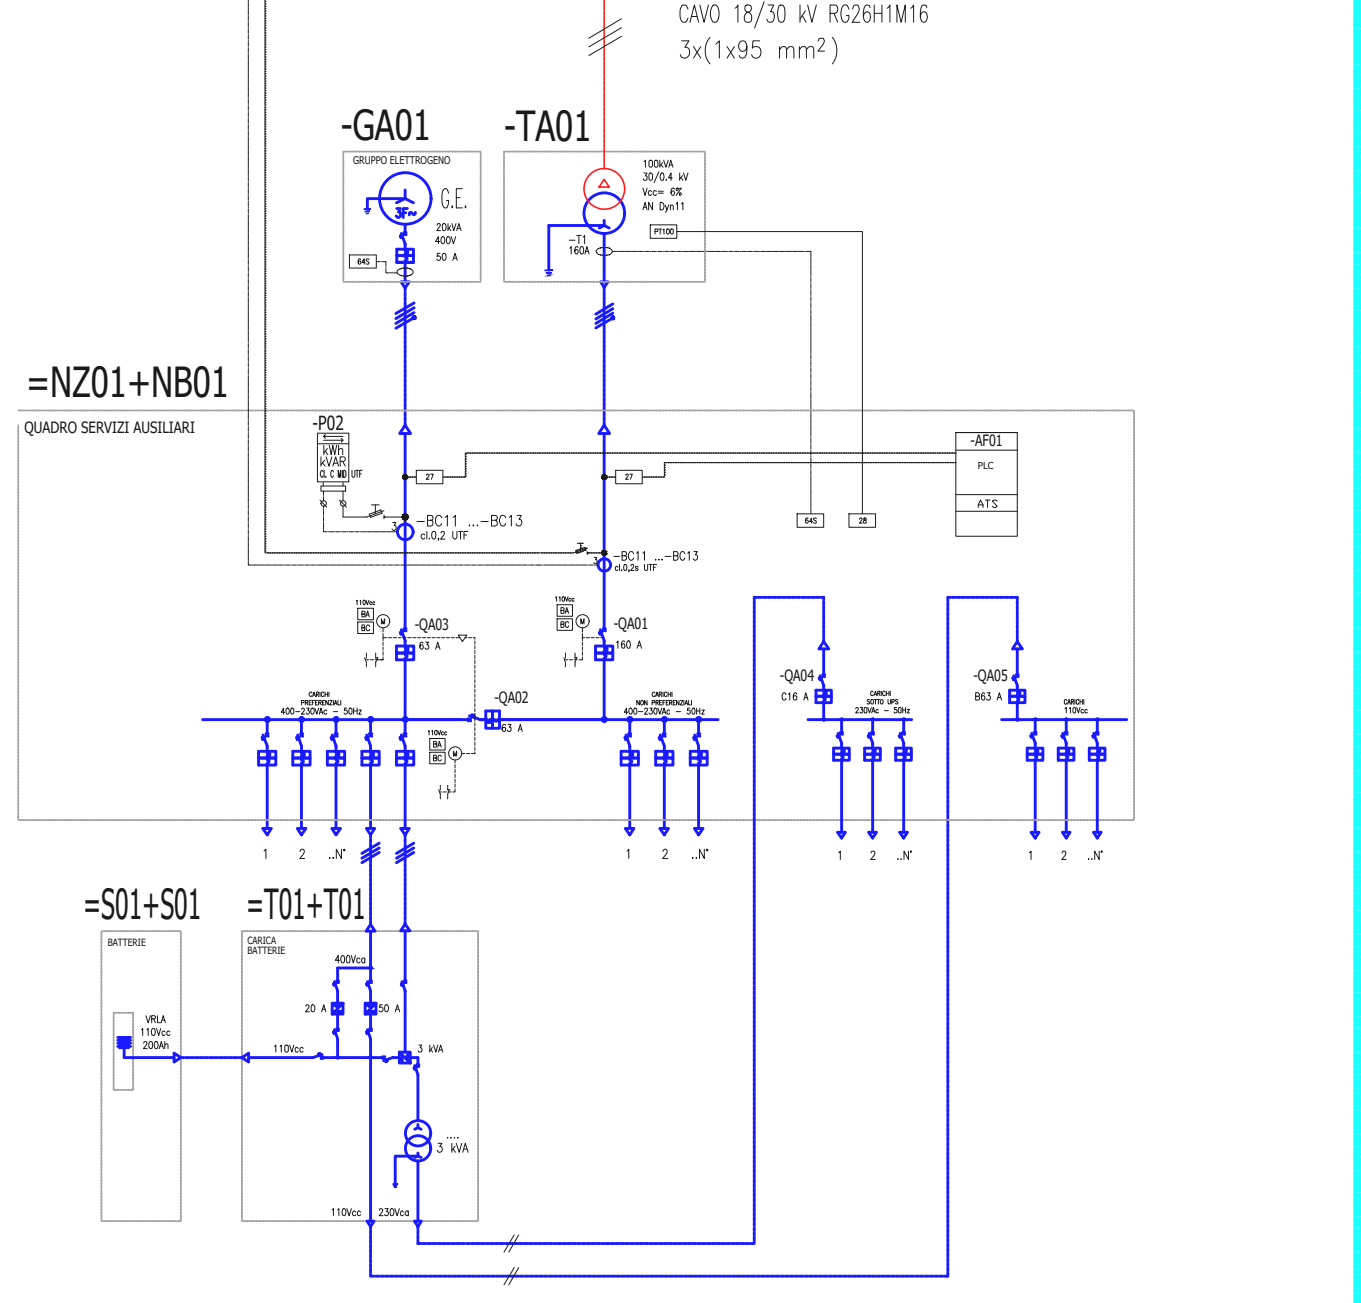 CAVO 18/30 kV RG26H1M16
3x(1x95 mm²)
-GA01
-TA01
GRUPPO ELETTROGENO
G.E.
3F~
20kVA
400V
50 A
64S
100kVA
30/0.4 kV
Vcc= 6%
AN Dyn11
PT100
-T1
160A
=NZ01+NB01
QUADRO SERVIZI AUSILIARI
-P02
kWh
kVAR
CL C MID UTF
27
27
-AF01
PLC
ATS
64S
28
3
-BC11 ...-BC13
cl.0,2 UTF
3
-BC11 ...-BC13
cl.0,2s UTF
110Vcc
BA
BC
M
-QA03
63 A
110Vcc
BA
BC
M
-QA01
160 A
-QA04
C16 A
-QA05
B63 A
CARICHI
PREFERENZIALI
400-230VAc - 50Hz
-QA02
63 A
110Vcc
BA
BC
M
CARICHI
NON PREFERENZIALI
400-230VAc - 50Hz
CARICHI
SOTTO UPS
230VAc - 50Hz
CARICHI
110Vcc
1 2 ..N°
1 2 ..N°
1 2 ..N°
1 2 ..N°
=S01+S01
=T01+T01
BATTERIE
CARICA
BATTERIE
400Vca
20 A
50 A
VRLA
110Vcc
200Ah
110Vcc
3 kVA
....
3 kVA
110Vcc
230Vca